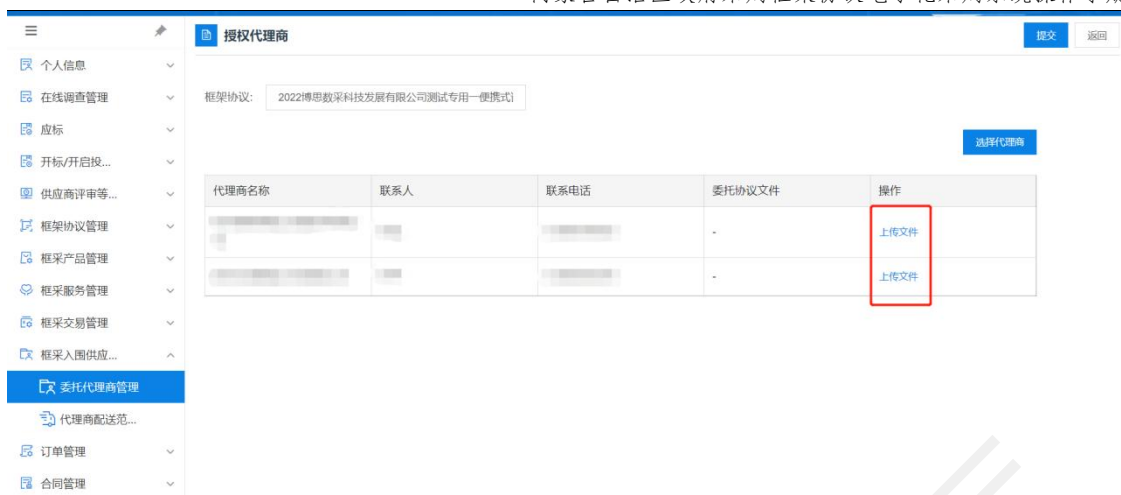 授权代理商
提交
返回
个人信息
在线调查管理
应标
开标/开启投...
供应商评审等...
框架协议管理
框采产品管理
框采服务管理
框采交易管理
框采入围供应...
委托代理商管理
代理商配送范...
订单管理
合同管理
框架协议:
2022博思数采科技发展有限公司测试专用一便携式
选择代理商
代理商名称 联系人 联系电话 委托协议文件 操作
- 上传文件
- 上传文件